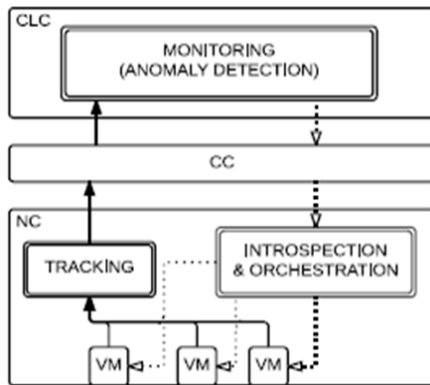 CLC
MONITORING
(ANOMALY DETECTION)
CC
NC
TRACKING
INTROSPECTION
& ORCHESTRATION
VM
VM
VM